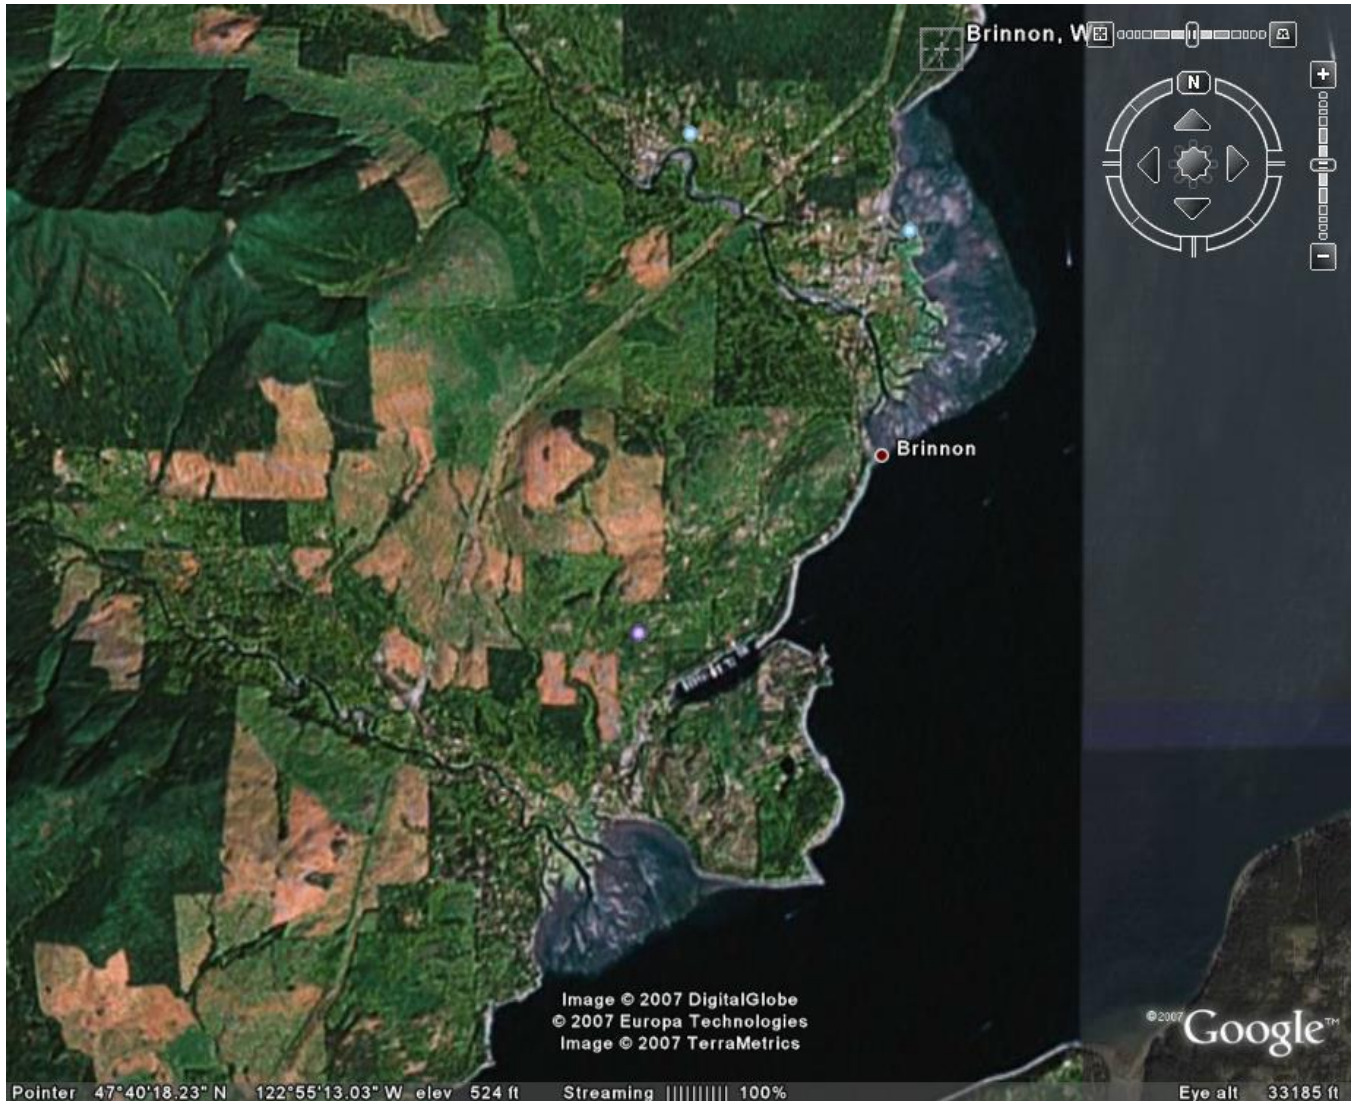 Brinnon, W
N
Brinnon
Image © 2007 DigitalGlobe
© 2007 Europa Technologies
Image © 2007 TerraMetrics
©2007 Google™
Pointer 47°40'18.23" N 122°55'13.03" W elev 524 ft Streaming |||||||||| 100% Eye alt 33185 ft